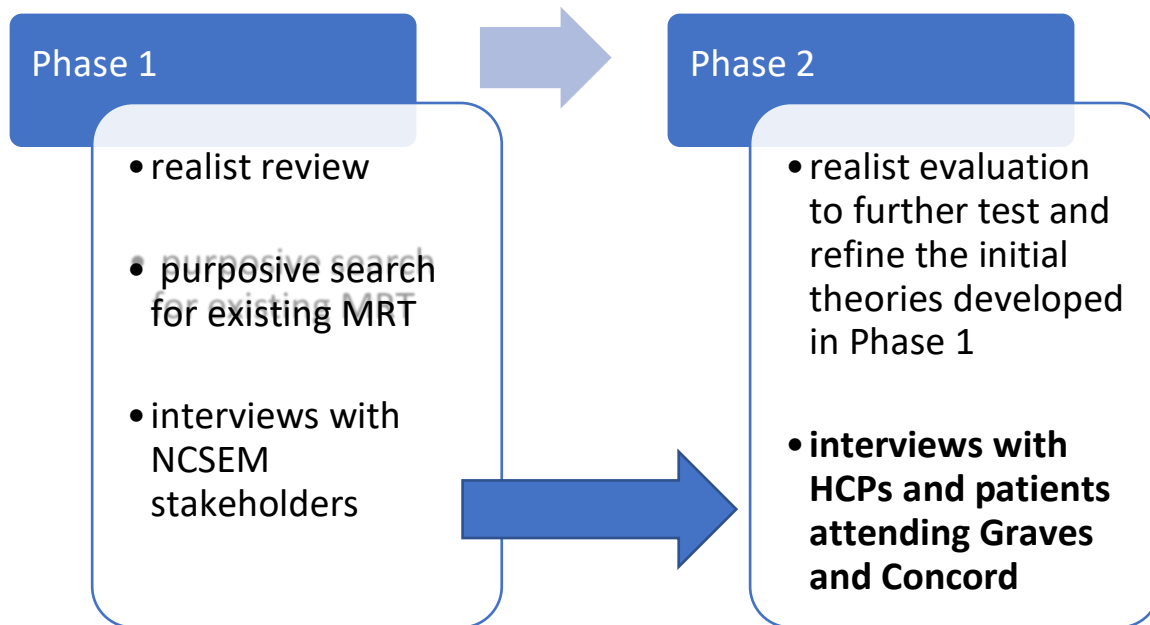 Phase 1
• realist review
• purposive search
for existing MRT
• interviews with
NCSEM
stakeholders
Phase 2
• realist evaluation
to further test and
refine the initial
theories developed
in Phase 1
• interviews with
HCPs and patients
attending Graves
and Concord